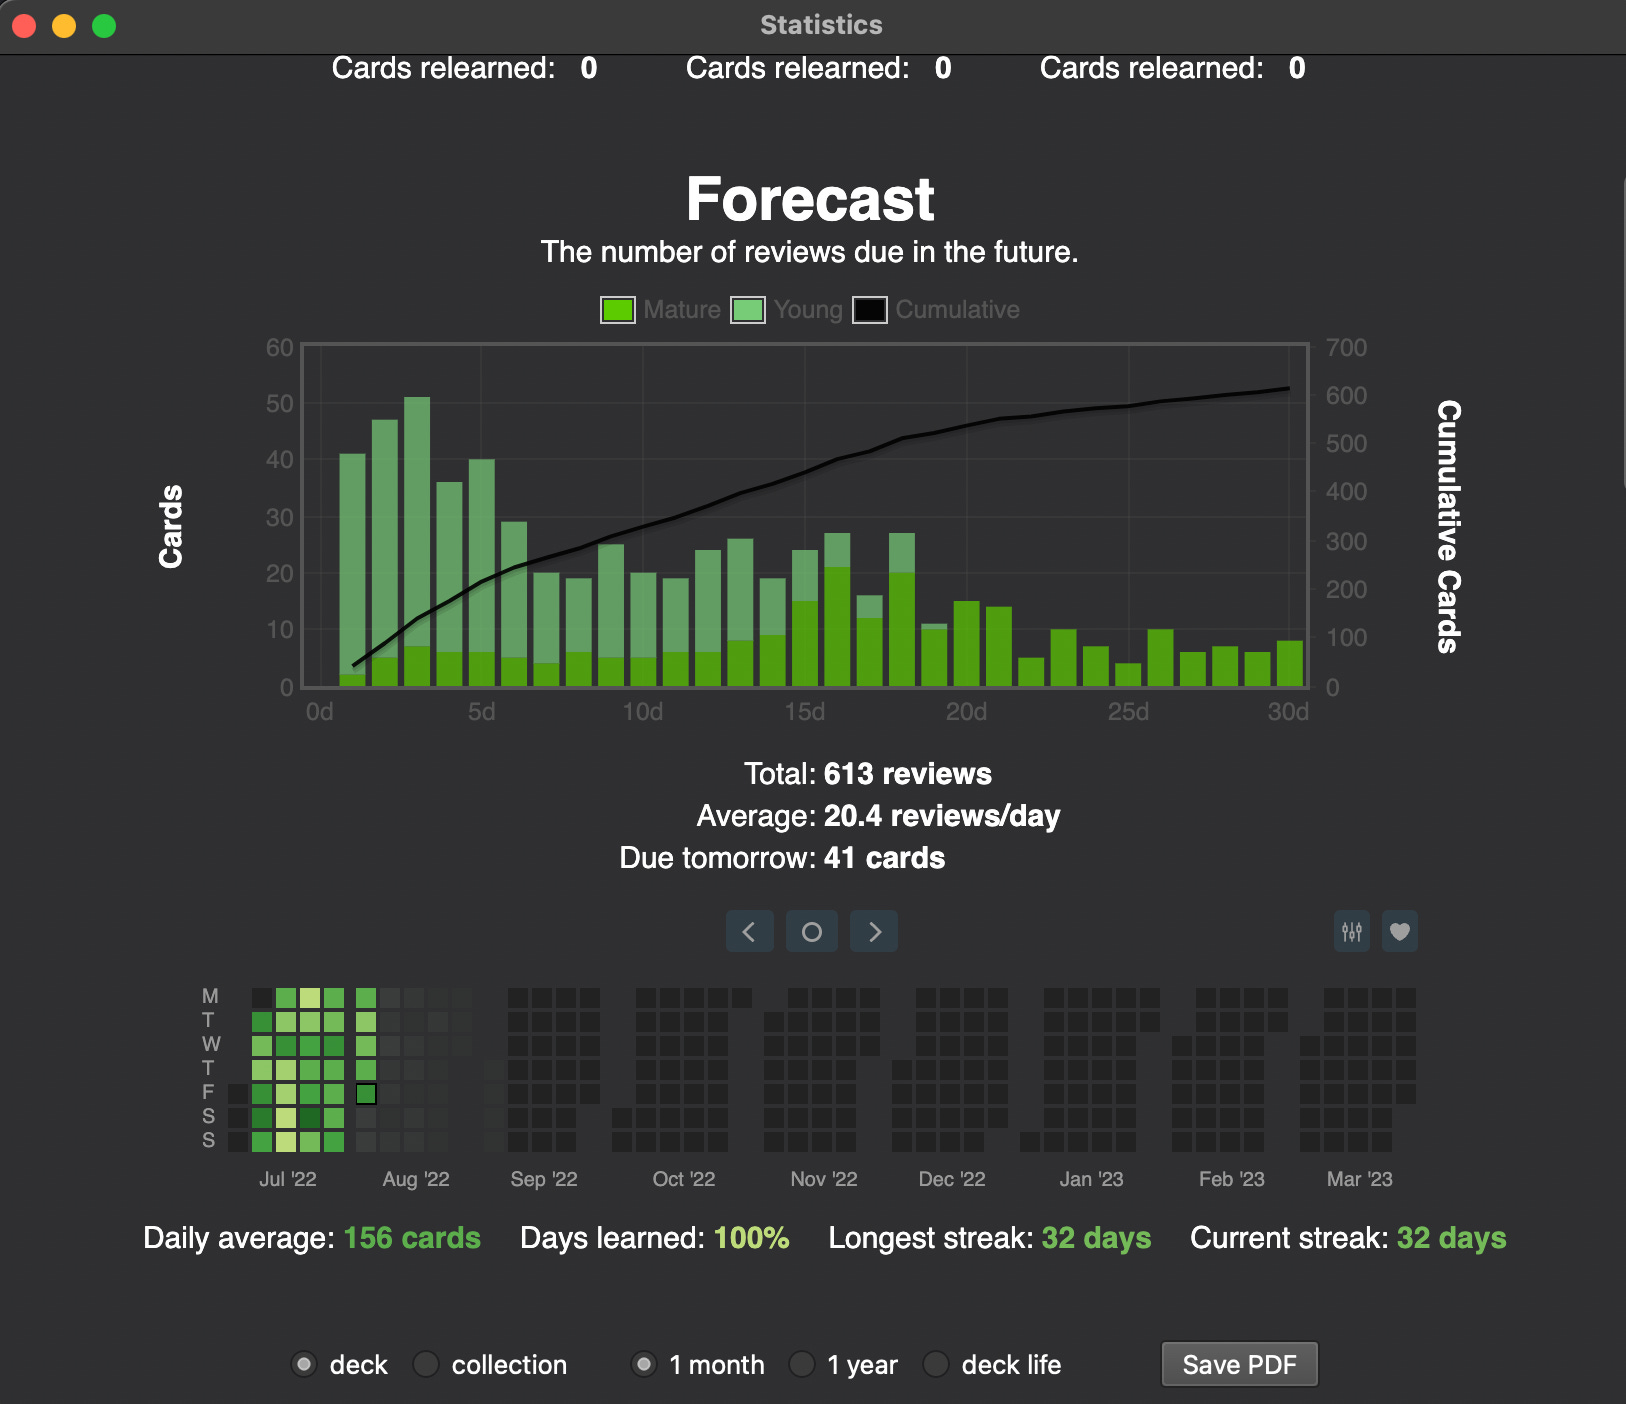 Statistics
Cards relearned: 0 Cards relearned: 0 Cards relearned: 0
Forecast
The number of reviews due in the future.
Mature Young Cumulative
60 700
50 600
40 500
30 400
20 300
10 200
0 100
0
Cards
Cumulative Cards
0d 5d 10d 15d 20d 25d 30d
Total: 613 reviews
Average: 20.4 reviews/day
Due tomorrow: 41 cards
M
T
W
T
F
S
S
Jul '22 Aug '22 Sep '22 Oct '22 Nov '22 Dec '22 Jan '23 Feb '23 Mar '23
Daily average: 156 cards Days learned: 100% Longest streak: 32 days Current streak: 32 days
deck collection 1 month 1 year deck life Save PDF